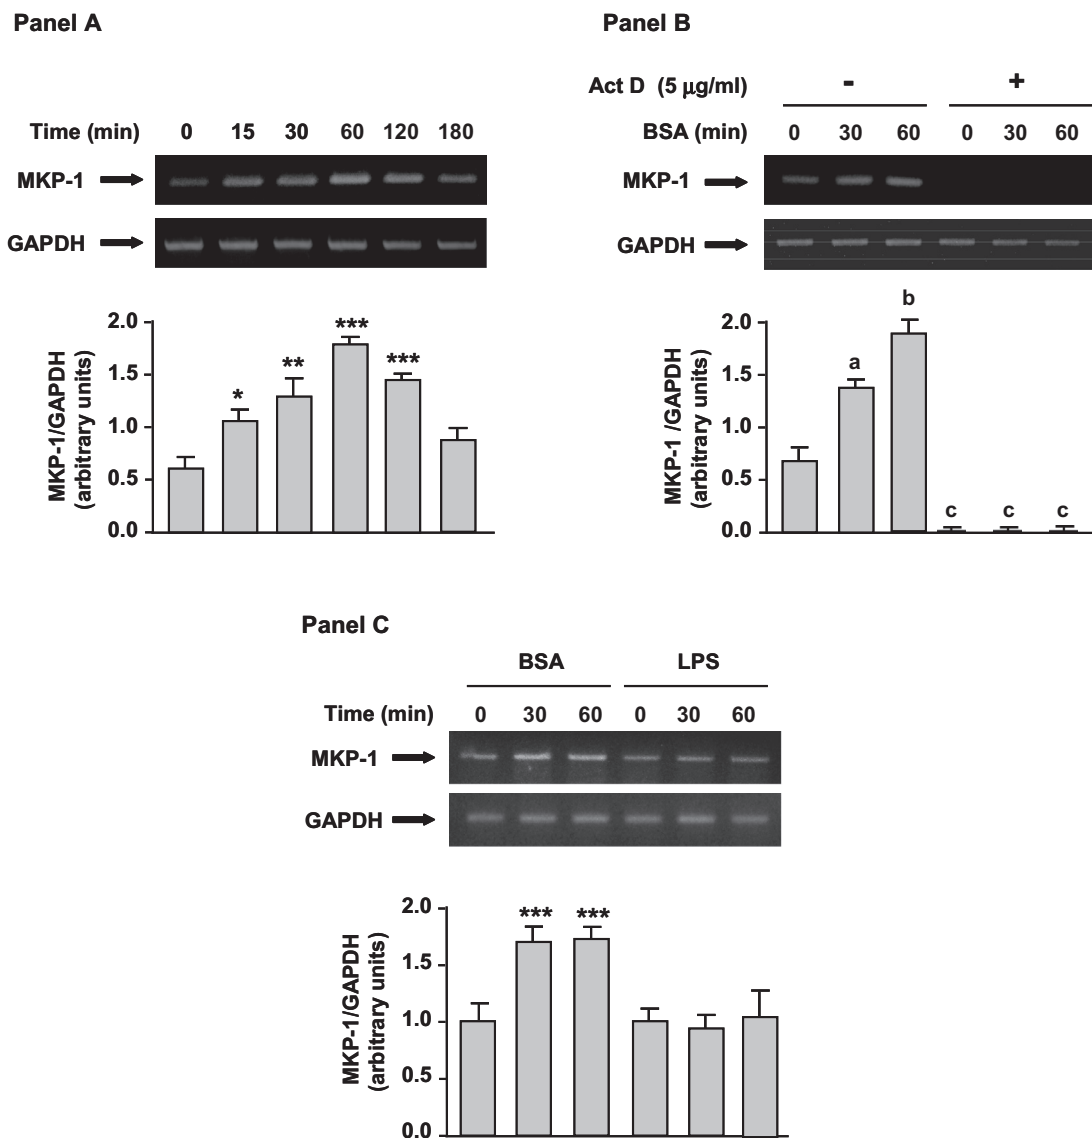 Panel A
Time (min) 0 15 30 60 120 180
MKP-1
GAPDH
MKP-1/GAPDH
(arbitrary units)
2.0
1.5
1.0
0.5
0.0
* ** *** ***
Panel B
Act D (5 μg/ml) - +
BSA (min) 0 30 60 0 30 60
MKP-1
GAPDH
MKP-1 /GAPDH
(arbitrary units)
2.0
1.5
1.0
0.5
0.0
a b c c c
Panel C
BSA LPS
Time (min) 0 30 60 0 30 60
MKP-1
GAPDH
MKP-1/GAPDH
(arbitrary units)
2.0
1.5
1.0
0.5
0.0
*** ***